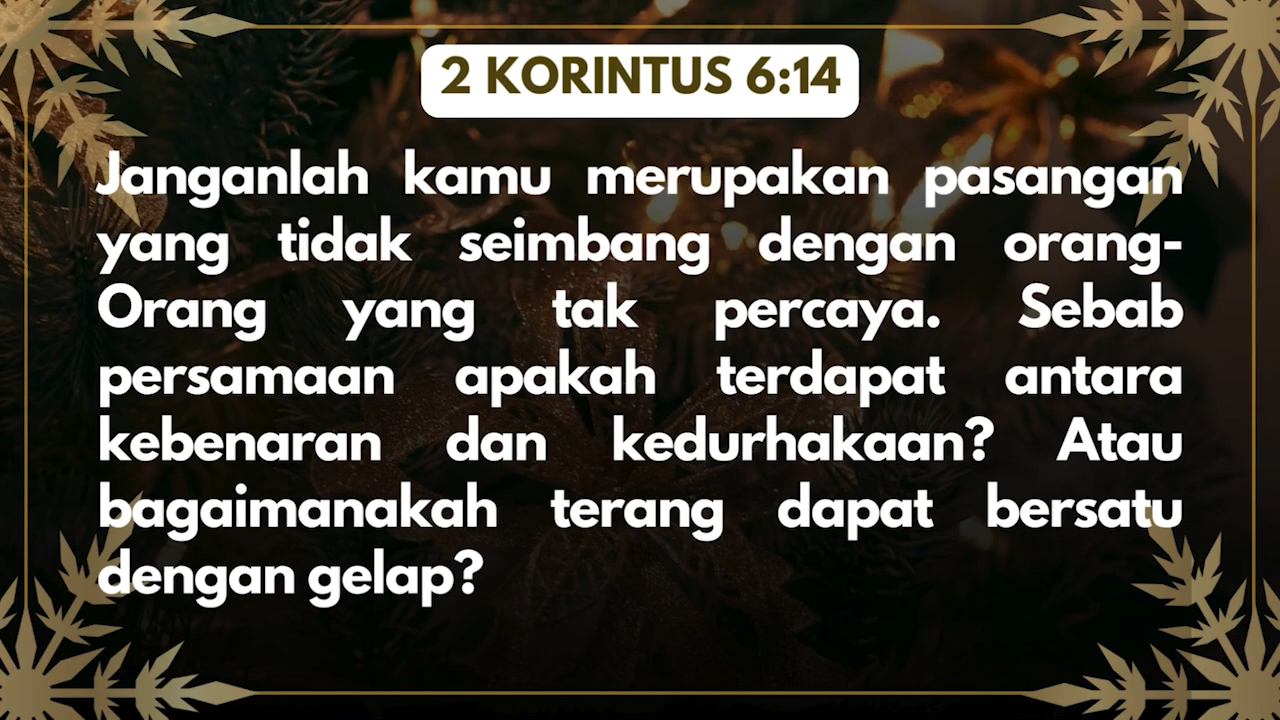 2 KORINTUS 6:14
Janganlah kamu merupakan pasangan
yang tidak seimbang dengan orang-
Orang yang tak percaya. Sebab
persamaan apakah terdapat antara
kebenaran dan kedurhakaan? Atau
bagaimanakah terang dapat bersatu
dengan gelap?